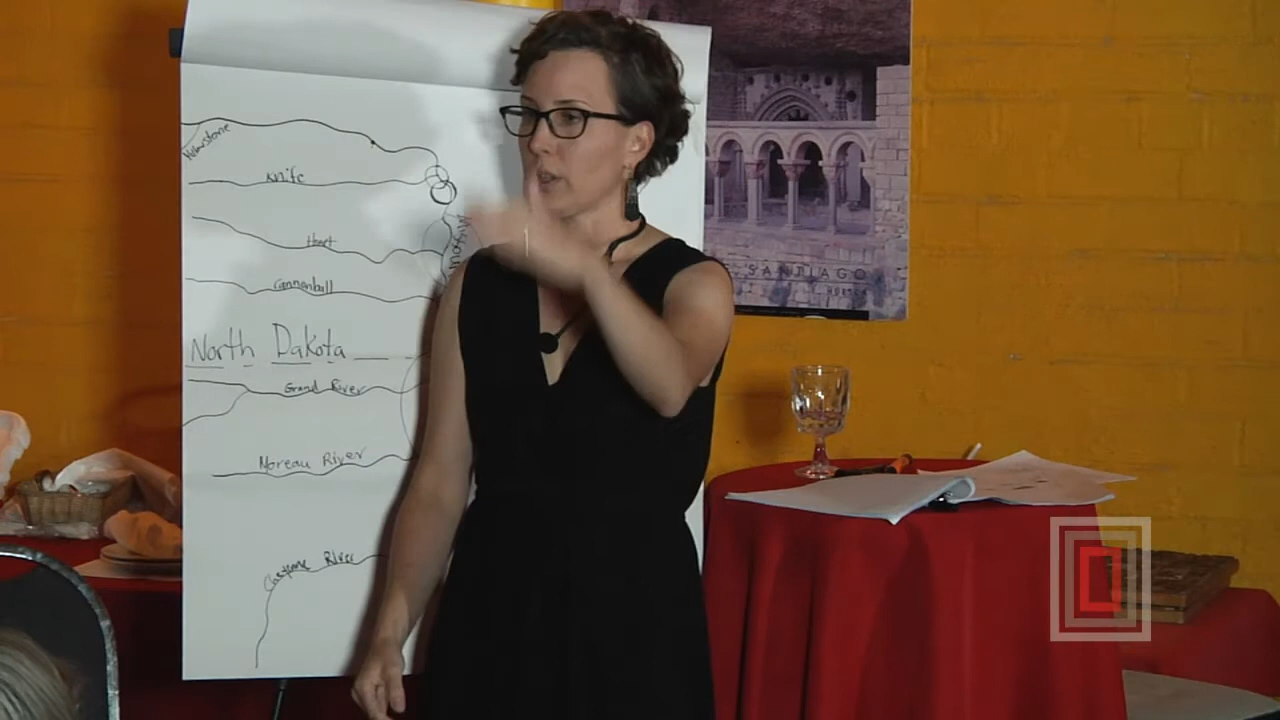 Yellowstone
Knife
Heart
Cannonball
North Dakota
Grand River
Moreau River
Cheyenne River
SANTIAGO